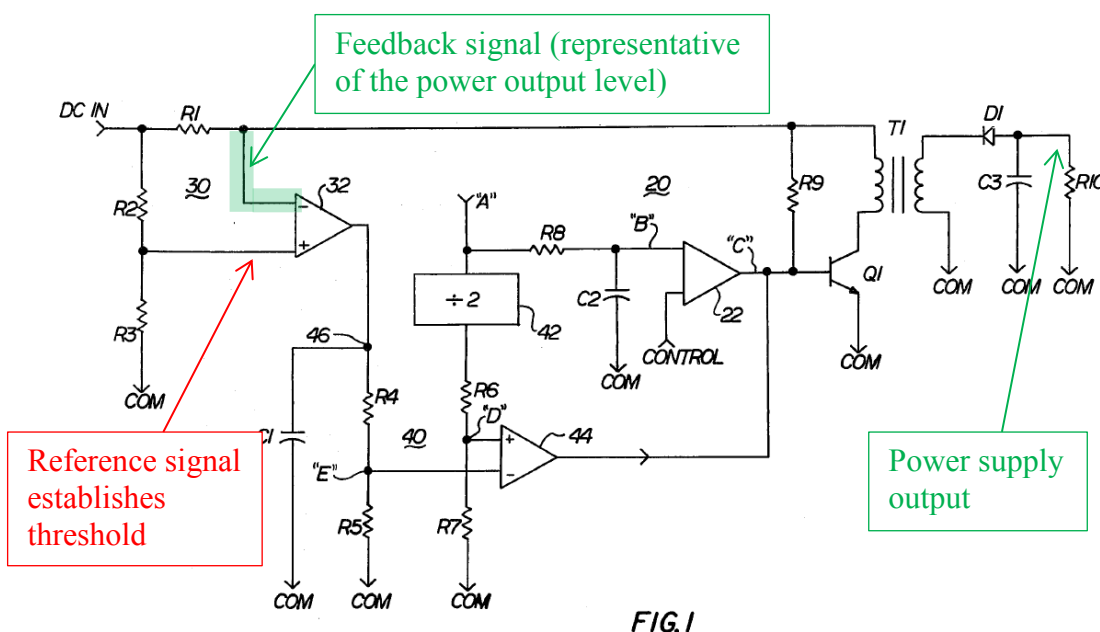 Feedback signal (representative
of the power output level)
DC IN
R1
T1
D1
30
32
20
R9
C3
R10
R2
"A"
R8
"B"
"C"
Q1
R3
÷2
42
C2
22
46
CONTROL
COM
COM
COM
COM
COM
COM
R4
R6
"D"
C1
40
44
Reference signal
establishes
threshold
Power supply
output
"E"
R5
R7
COM
COM
COM
FIG.1
+
−
+
−